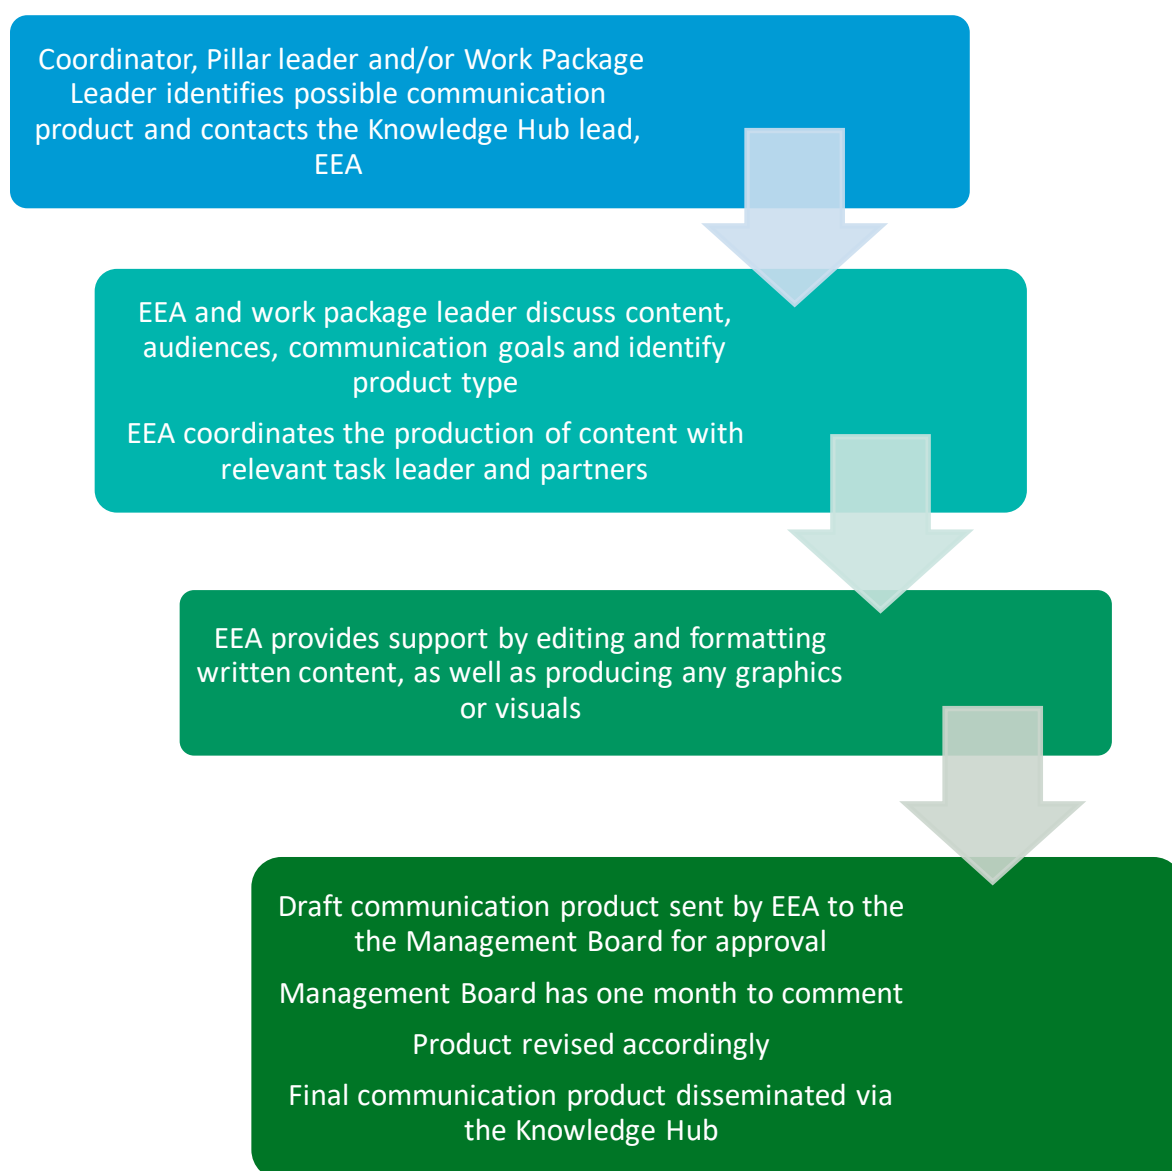 Coordinator, Pillar leader and/or Work Package
Leader identifies possible communication
product and contacts the Knowledge Hub lead,
EEA
EEA and work package leader discuss content,
audiences, communication goals and identify
product type
EEA coordinates the production of content with
relevant task leader and partners
EEA provides support by editing and formatting
written content, as well as producing any graphics
or visuals
Draft communication product sent by EEA to the
the Management Board for approval
Management Board has one month to comment
Product revised accordingly
Final communication product disseminated via
the Knowledge Hub